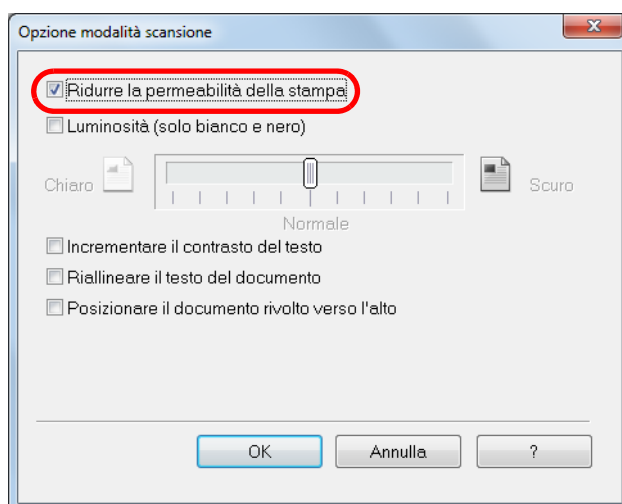 Opzione modalità scansione
Ridurre la permeabilità della stampa
Luminosità (solo bianco e nero)
Chiaro Scuro
Normale
Incrementare il contrasto del testo
Riallineare il testo del documento
Posizionare il documento rivolto verso l'alto
OK Annulla ?